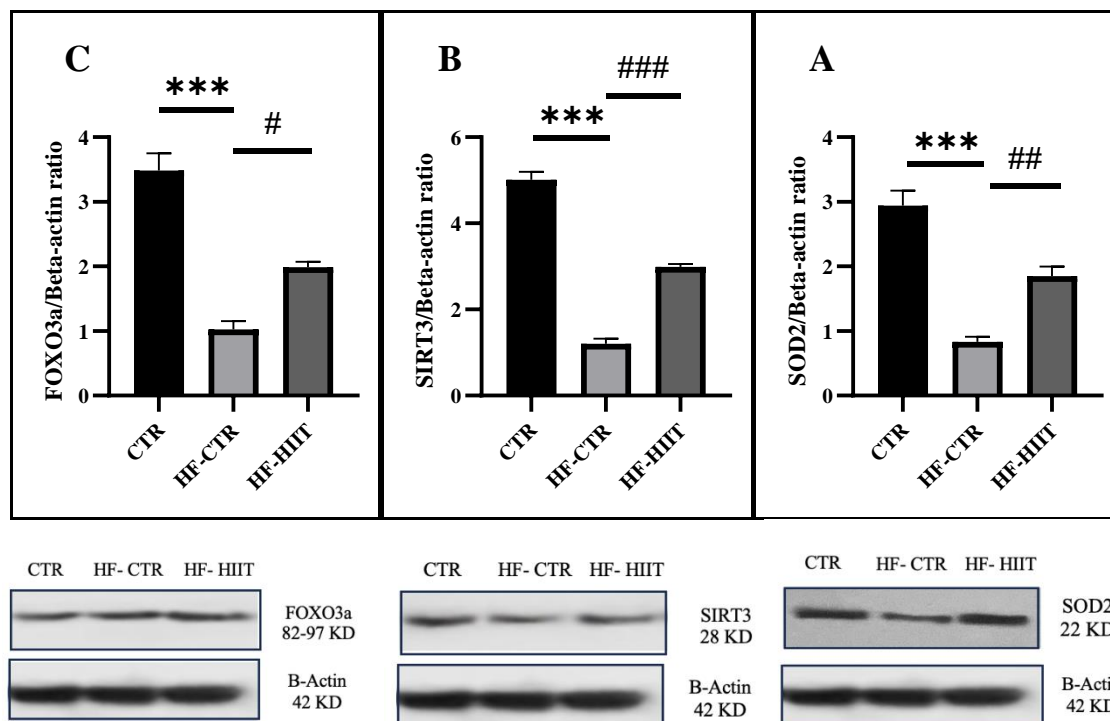 C
***
#
FOXO3a/Beta-actin ratio
4
3
2
1
0
CTR
HF-CTR
HF-HIIT
B
###
***
SIRT3/Beta-actin ratio
6
4
2
0
CTR
HF-CTR
HF-HIIT
A
***
##
SOD2/Beta-actin ratio
4
3
2
1
0
CTR
HF-CTR
HF-HIIT
CTR HF- CTR HF- HIIT
FOXO3a
82-97 KD
B-Actin
42 KD
CTR HF- CTR HF- HIIT
SIRT3
28 KD
B-Actin
42 KD
CTR HF- CTR HF- HIIT
SOD2
22 KD
B-Actin
42 KD